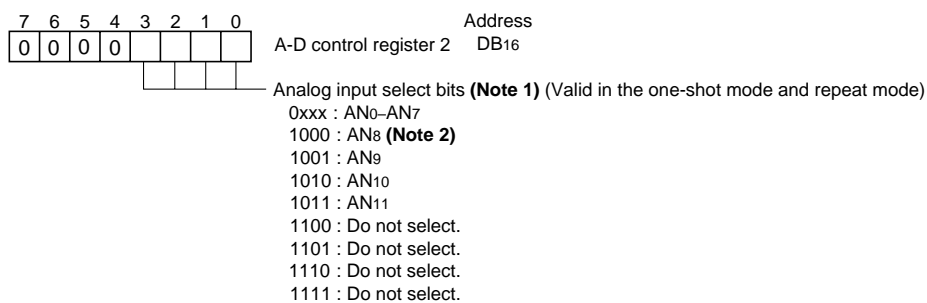 7 6 5 4 3 2 1 0 Address
0 0 0 0 A-D control register 2 DB16
Analog input select bits (Note 1) (Valid in the one-shot mode and repeat mode)
0xxx : AN0–AN7
1000 : AN8 (Note 2)
1001 : AN9
1010 : AN10
1011 : AN11
1100 : Do not select.
1101 : Do not select.
1110 : Do not select.
1111 : Do not select.